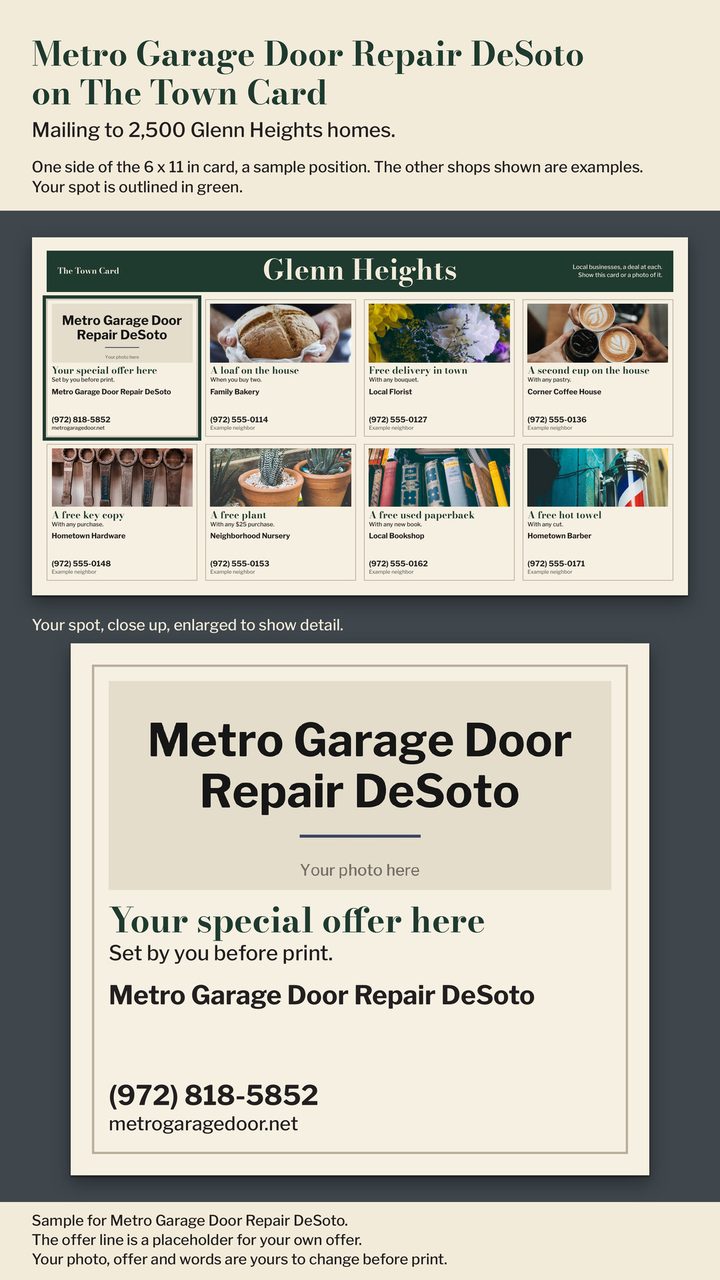 Metro Garage Door Repair DeSoto
on The Town Card
Mailing to 2,500 Glenn Heights homes.
One side of the 6 x 11 in card, a sample position. The other shops shown are examples.
Your spot is outlined in green.
The Town Card
Glenn Heights
Local businesses, a deal at each.
Show this card or a photo of it.
Metro Garage Door
Repair DeSoto
Your photo here
Your special offer here
Set by you before print.
Metro Garage Door Repair DeSoto
(972) 818-5852
metrogaragedoor.net
A loaf on the house
When you buy two.
Family Bakery
(972) 555-0114
Example neighbor
Free delivery in town
With any bouquet.
Local Florist
(972) 555-0127
Example neighbor
A second cup on the house
With any pastry.
Corner Coffee House
(972) 555-0136
Example neighbor
A free key copy
With any purchase.
Hometown Hardware
(972) 555-0148
Example neighbor
A free plant
With any $25 purchase.
Neighborhood Nursery
(972) 555-0153
Example neighbor
A free used paperback
With any new book.
Local Bookshop
(972) 555-0162
Example neighbor
A free hot towel
With any cut.
Hometown Barber
(972) 555-0171
Example neighbor
Your spot, close up, enlarged to show detail.
Metro Garage Door
Repair DeSoto
Your photo here
Your special offer here
Set by you before print.
Metro Garage Door Repair DeSoto
(972) 818-5852
metrogaragedoor.net
Sample for Metro Garage Door Repair DeSoto.
The offer line is a placeholder for your own offer.
Your photo, offer and words are yours to change before print.